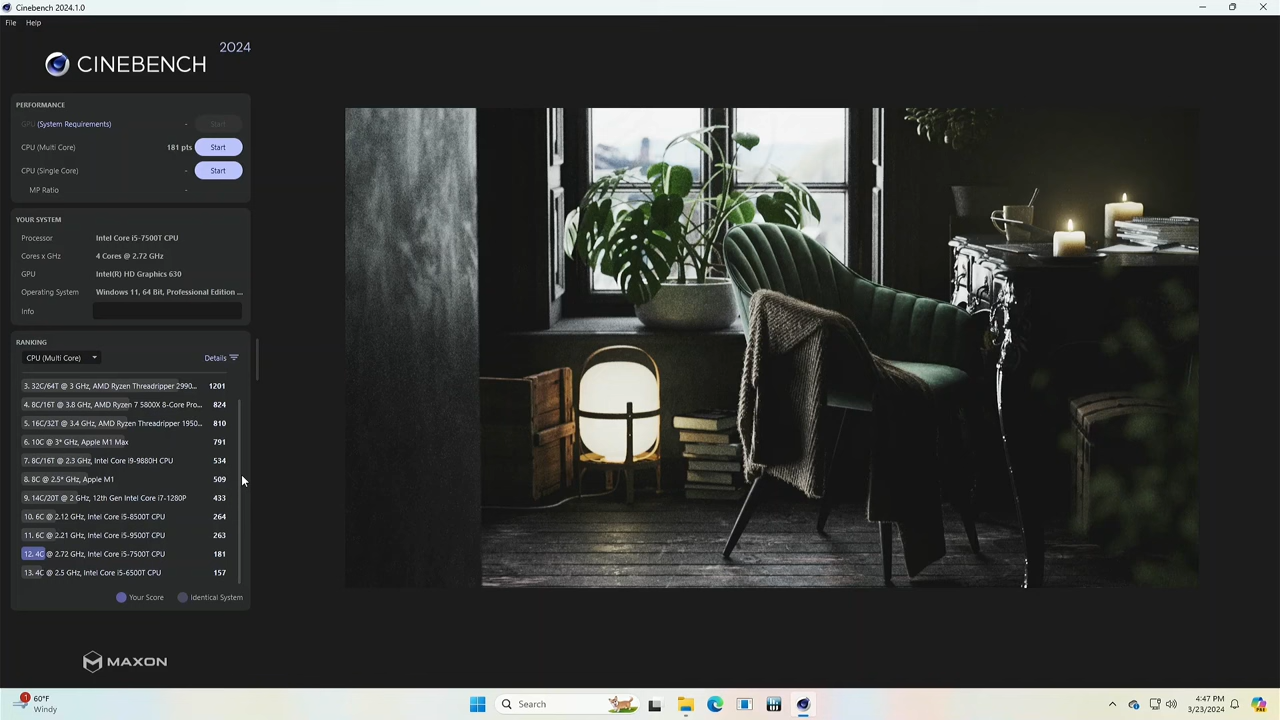 Cinebench 2024.1.0
File Help
CINEBENCH 2024
PERFORMANCE
GPU (System Requirements) - Start
CPU (Multi Core) 181 pts Start
CPU (Single Core) - Start
MP Ratio -
YOUR SYSTEM
Processor Intel Core i5-7500T CPU
Cores x GHz 4 Cores @ 2.72 GHz
GPU Intel(R) HD Graphics 630
Operating System Windows 11, 64 Bit, Professional Edition ...
Info
RANKING
CPU (Multi Core) Details
3. 32C/64T @ 3 GHz, AMD Ryzen Threadripper 2990... 1201
4. 8C/16T @ 3.8 GHz, AMD Ryzen 7 5800X 8-Core Pro... 824
5. 16C/32T @ 3.4 GHz, AMD Ryzen Threadripper 1950... 810
6. 10C @ 3* GHz, Apple M1 Max 791
7. 8C/16T @ 2.3 GHz, Intel Core i9-9880H CPU 534
8. 8C @ 2.5* GHz, Apple M1 509
9. 14C/20T @ 2 GHz, 12th Gen Intel Core i7-1280P 433
10. 6C @ 2.12 GHz, Intel Core i5-8500T CPU 264
11. 6C @ 2.21 GHz, Intel Core i5-9500T CPU 263
12. 4C @ 2.72 GHz, Intel Core i5-7500T CPU 181
13. 4C @ 2.5 GHz, Intel Core i5-6500T CPU 157
Your Score Identical System
MAXON
1
60°F
Windy
Search
4:47 PM
3/23/2024